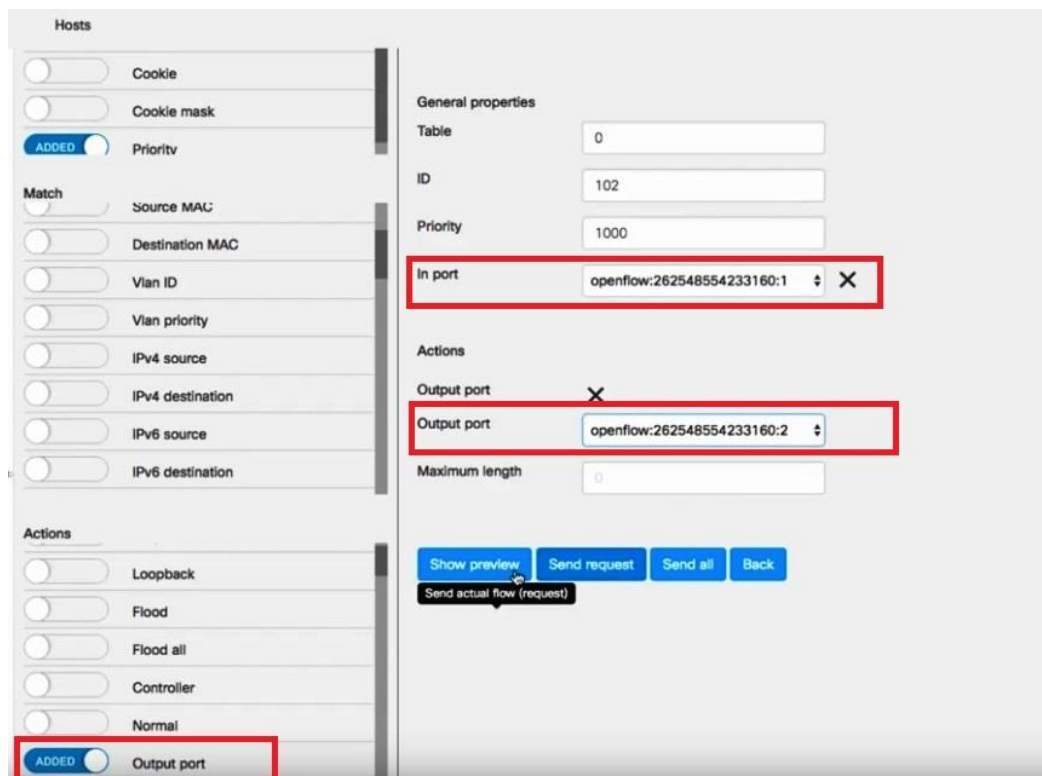 Hosts
Cookie
Cookie mask
ADDED Priority
Match
Source MAC
Destination MAC
Vlan ID
Vlan priority
IPv4 source
IPv4 destination
IPv6 source
IPv6 destination
Actions
Loopback
Flood
Flood all
Controller
Normal
ADDED Output port
General properties
Table 0
ID 102
Priority 1000
In port openflow:262548554233160:1
Actions
Output port
Output port openflow:262548554233160:2
Maximum length 0
Show preview Send request Send all Back
Send actual flow (request)